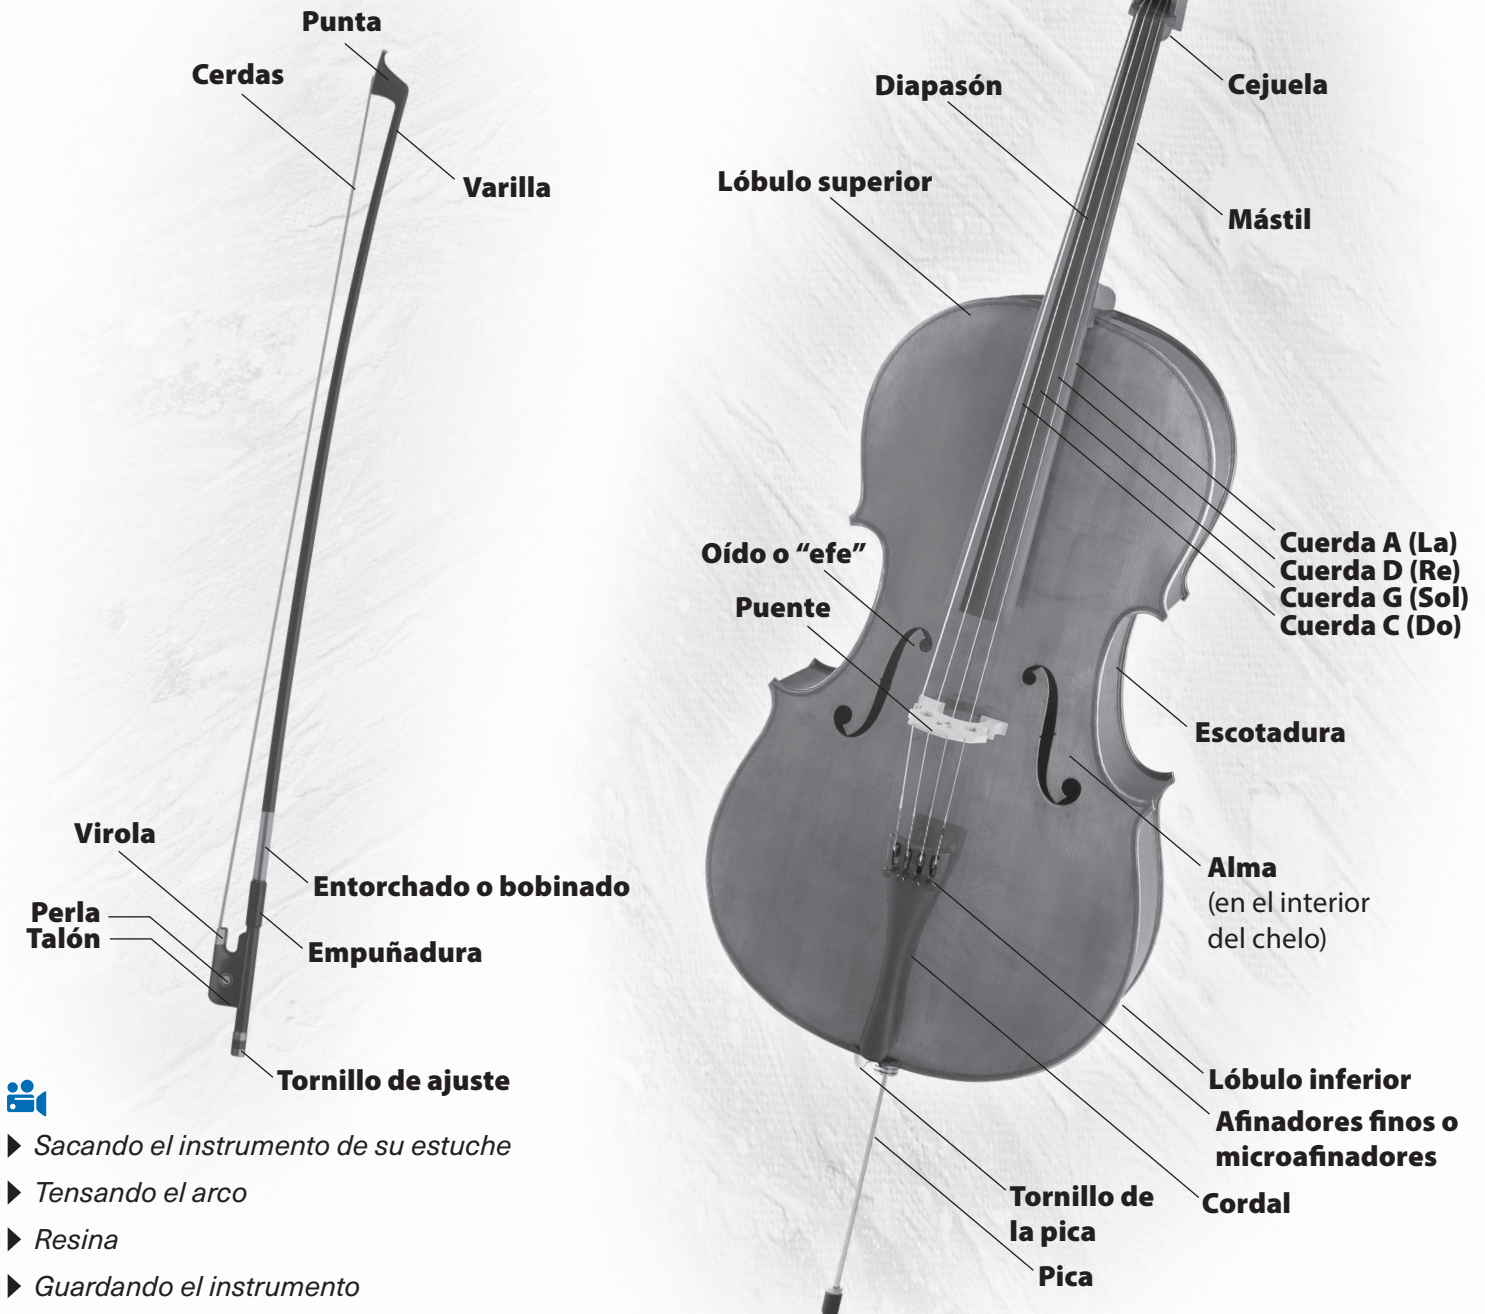 Punta
Cerdas
Varilla
Virola
Entorchado o bobinado
Perla
Talón
Empuñadura
Tornillo de ajuste
Sacando el instrumento de su estuche
Tensando el arco
Resina
Guardando el instrumento
Diapasón
Cejuela
Lóbulo superior
Mástil
Oído o “efe”
Puente
Cuerda A (La)
Cuerda D (Re)
Cuerda G (Sol)
Cuerda C (Do)
Escotadura
Alma
(en el interior
del chelo)
Lóbulo inferior
Afinadores finos o
microafinadores
Cordal
Tornillo de
la pica
Pica